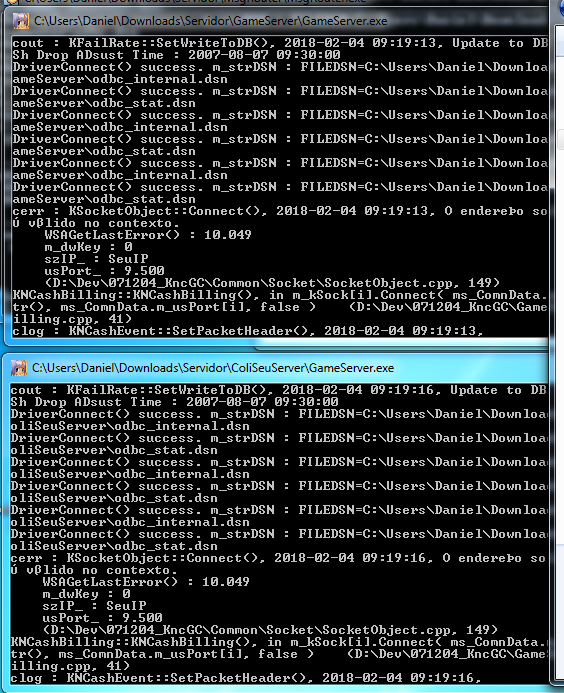 C:\Users\Daniel\Downloads\Servidor\GameServer\GameServer.exe
cout : KFailRate::SetWriteToDB(), 2018-02-04 09:19:13, Update to DB
Sh Drop ADsust Time : 2007-08-07 09:30:00
DriverConnect() success. m_strDSN : FILEDSN=C:\Users\Daniel\Downloa
ameServer\odbc_internal.dsn
DriverConnect() success. m_strDSN : FILEDSN=C:\Users\Daniel\Downloa
ameServer\odbc_stat.dsn
DriverConnect() success. m_strDSN : FILEDSN=C:\Users\Daniel\Downloa
ameServer\odbc_internal.dsn
DriverConnect() success. m_strDSN : FILEDSN=C:\Users\Daniel\Downloa
ameServer\odbc_stat.dsn
DriverConnect() success. m_strDSN : FILEDSN=C:\Users\Daniel\Downloa
ameServer\odbc_internal.dsn
DriverConnect() success. m_strDSN : FILEDSN=C:\Users\Daniel\Downloa
ameServer\odbc_stat.dsn
cerr : KSocketObject::Connect(), 2018-02-04 09:19:13, O endereÞo so
ú vßlido no contexto.
WSAGetLastError() : 10.049
m_dwKey : 0
szIP_ : SeuIP
usPort_ : 9.500
(D:\Dev\071204_KncGC\Common\Socket\SocketObject.cpp, 149)
KNCashBilling::KNCashBilling(), in m_kSock[i].Connect( ms_ComnData.
tr(), ms_ComnData.m_usPort[i], false ) (D:\Dev\071204_KncGC\Game
illing.cpp, 41)
clog : KNCashEvent::SetPacketHeader(), 2018-02-04 09:19:13,
C:\Users\Daniel\Downloads\Servidor\ColiSeuServer\GameServer.exe
cout : KFailRate::SetWriteToDB(), 2018-02-04 09:19:16, Update to DB
Sh Drop ADsust Time : 2007-08-07 09:30:00
DriverConnect() success. m_strDSN : FILEDSN=C:\Users\Daniel\Downloa
oliSeuServer\odbc_internal.dsn
DriverConnect() success. m_strDSN : FILEDSN=C:\Users\Daniel\Downloa
oliSeuServer\odbc_stat.dsn
DriverConnect() success. m_strDSN : FILEDSN=C:\Users\Daniel\Downloa
oliSeuServer\odbc_internal.dsn
DriverConnect() success. m_strDSN : FILEDSN=C:\Users\Daniel\Downloa
oliSeuServer\odbc_stat.dsn
DriverConnect() success. m_strDSN : FILEDSN=C:\Users\Daniel\Downloa
oliSeuServer\odbc_internal.dsn
DriverConnect() success. m_strDSN : FILEDSN=C:\Users\Daniel\Downloa
oliSeuServer\odbc_stat.dsn
cerr : KSocketObject::Connect(), 2018-02-04 09:19:16, O endereÞo so
ú vßlido no contexto.
WSAGetLastError() : 10.049
m_dwKey : 0
szIP_ : SeuIP
usPort_ : 9.500
(D:\Dev\071204_KncGC\Common\Socket\SocketObject.cpp, 149)
KNCashBilling::KNCashBilling(), in m_kSock[i].Connect( ms_ComnData.
tr(), ms_ComnData.m_usPort[i], false ) (D:\Dev\071204_KncGC\Game
illing.cpp, 41)
clog : KNCashEvent::SetPacketHeader(), 2018-02-04 09:19:16,